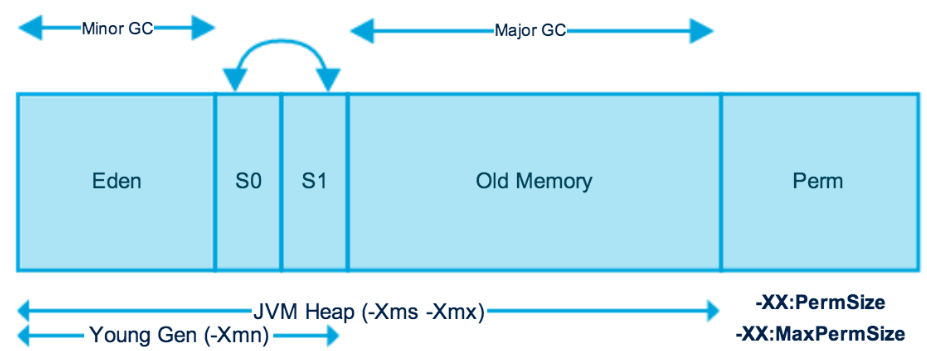 Minor GC
Major GC
Eden
S0
S1
Old Memory
Perm
JVM Heap (-Xms -Xmx)
-XX:PermSize
Young Gen (-Xmn)
-XX:MaxPermSize